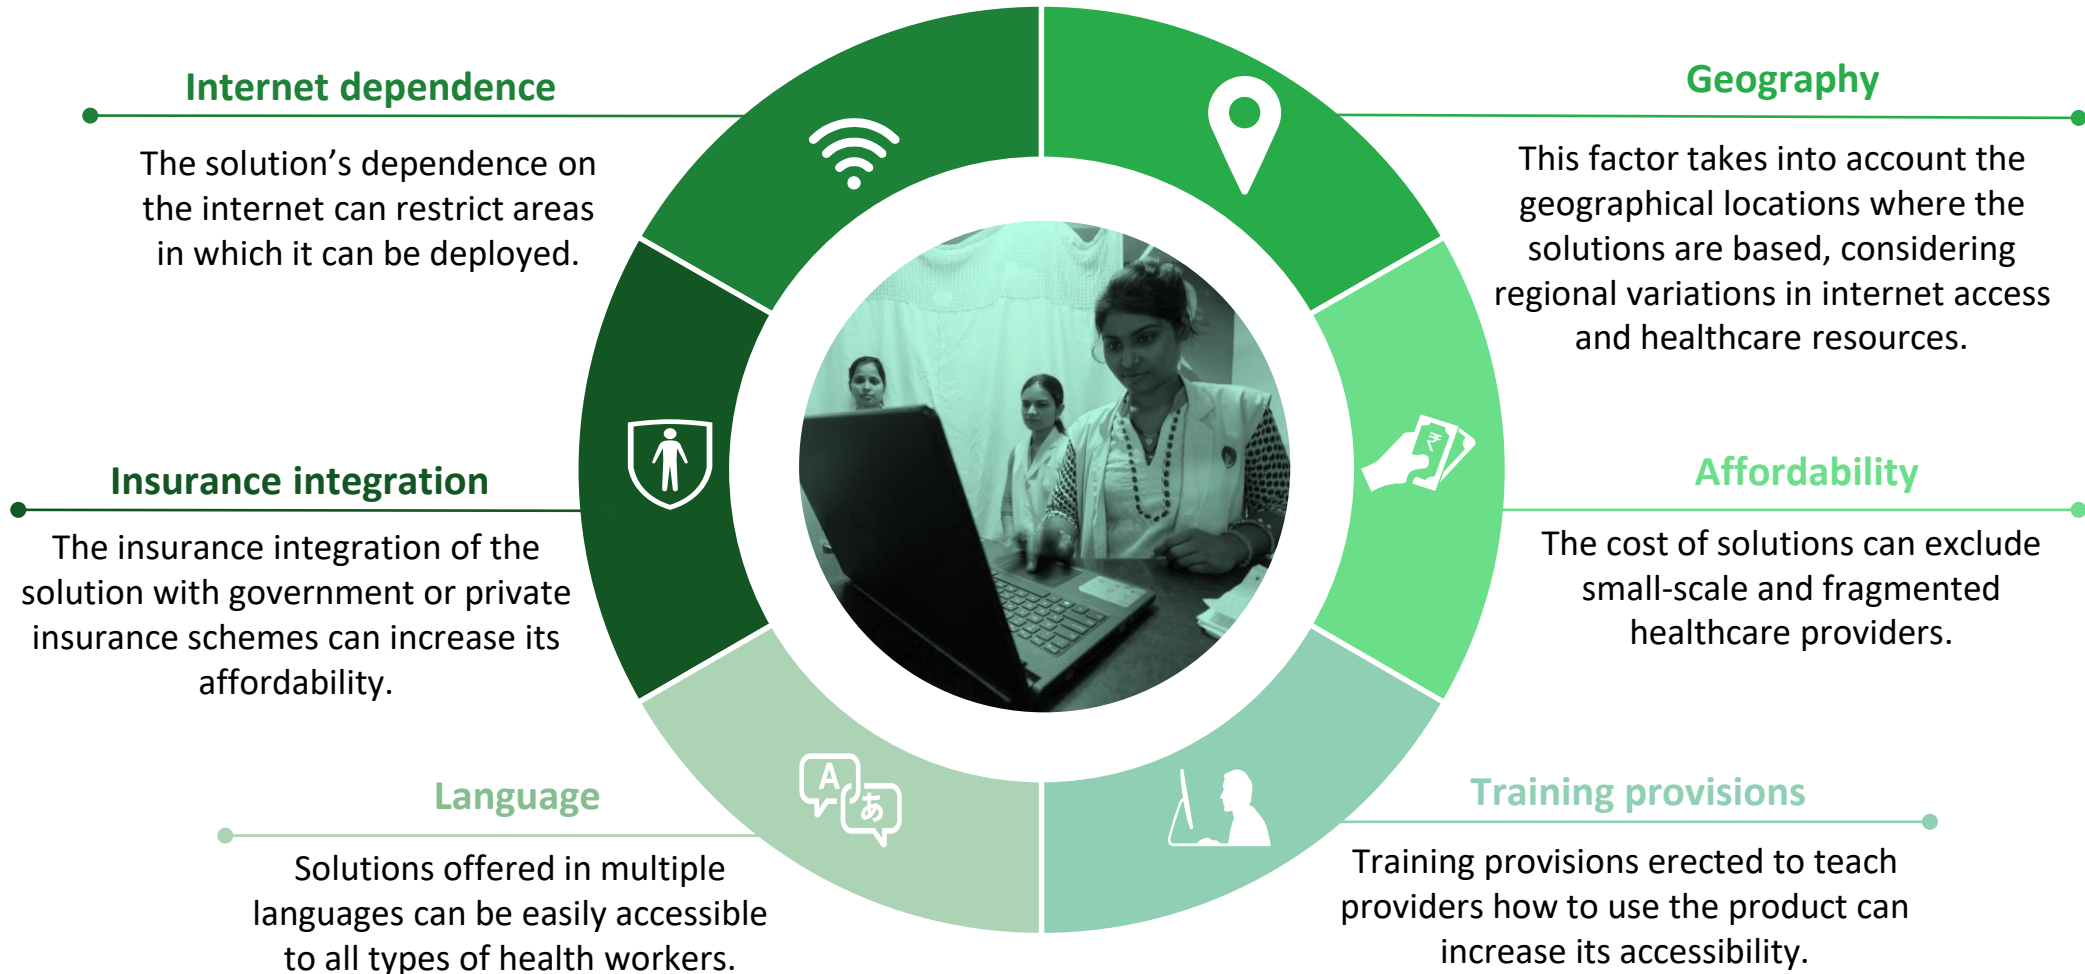 Internet dependence
The solution’s dependence on
the internet can restrict areas
in which it can be deployed.
Geography
This factor takes into account the
geographical locations where the
solutions are based, considering
regional variations in internet access
and healthcare resources.
Insurance integration
The insurance integration of the
solution with government or private
insurance schemes can increase its
affordability.
₹
Affordability
The cost of solutions can exclude
small-scale and fragmented
healthcare providers.
Language
Solutions offered in multiple
languages can be easily accessible
to all types of health workers.
A
あ
Training provisions
Training provisions erected to teach
providers how to use the product can
increase its accessibility.